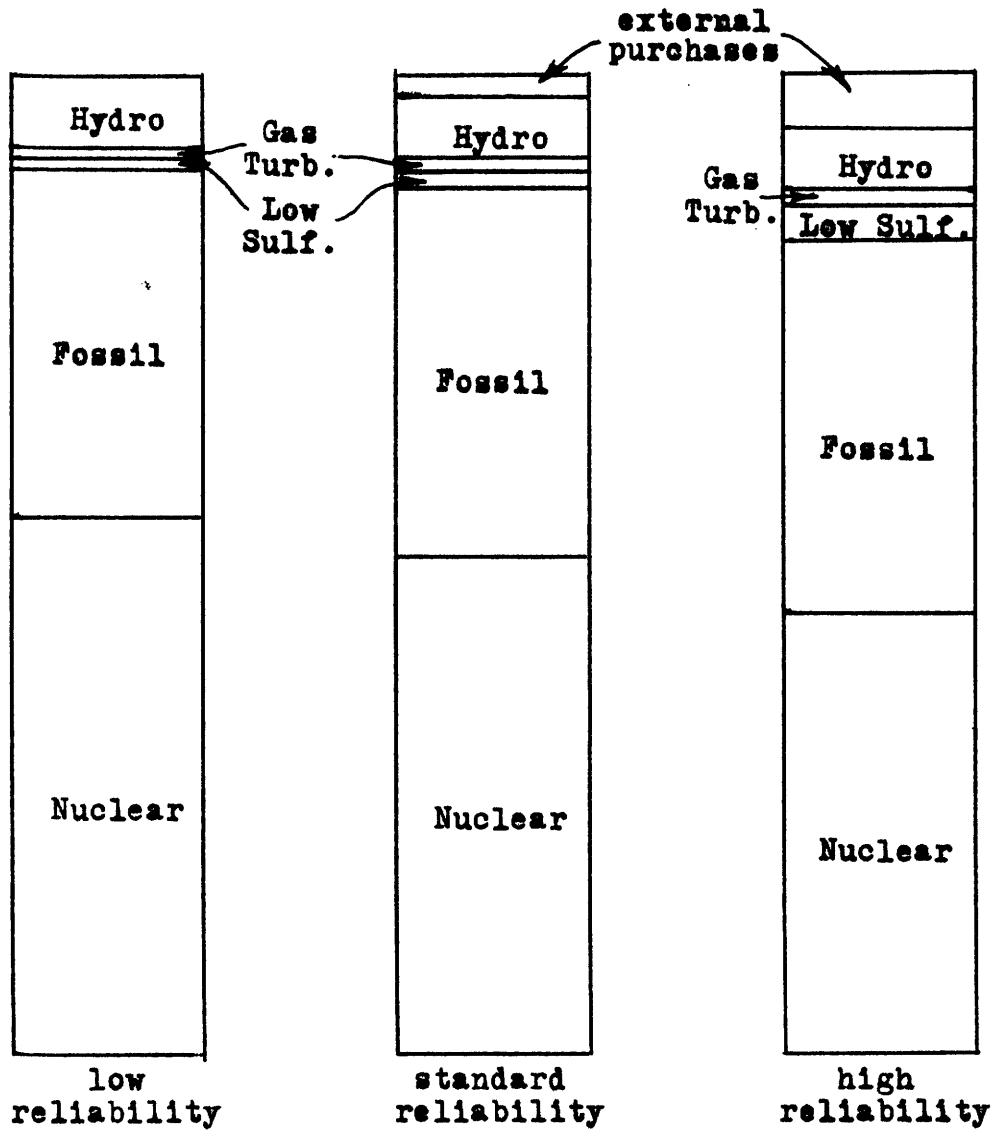 external
purchases
Hydro
Gas
Turb.
Low
Sulf.
Fossil
Nuclear
low
reliability
Hydro
Fossil
Nuclear
standard
reliability
Gas
Turb.
Hydro
Low Sulf.
Fossil
Nuclear
high
reliability